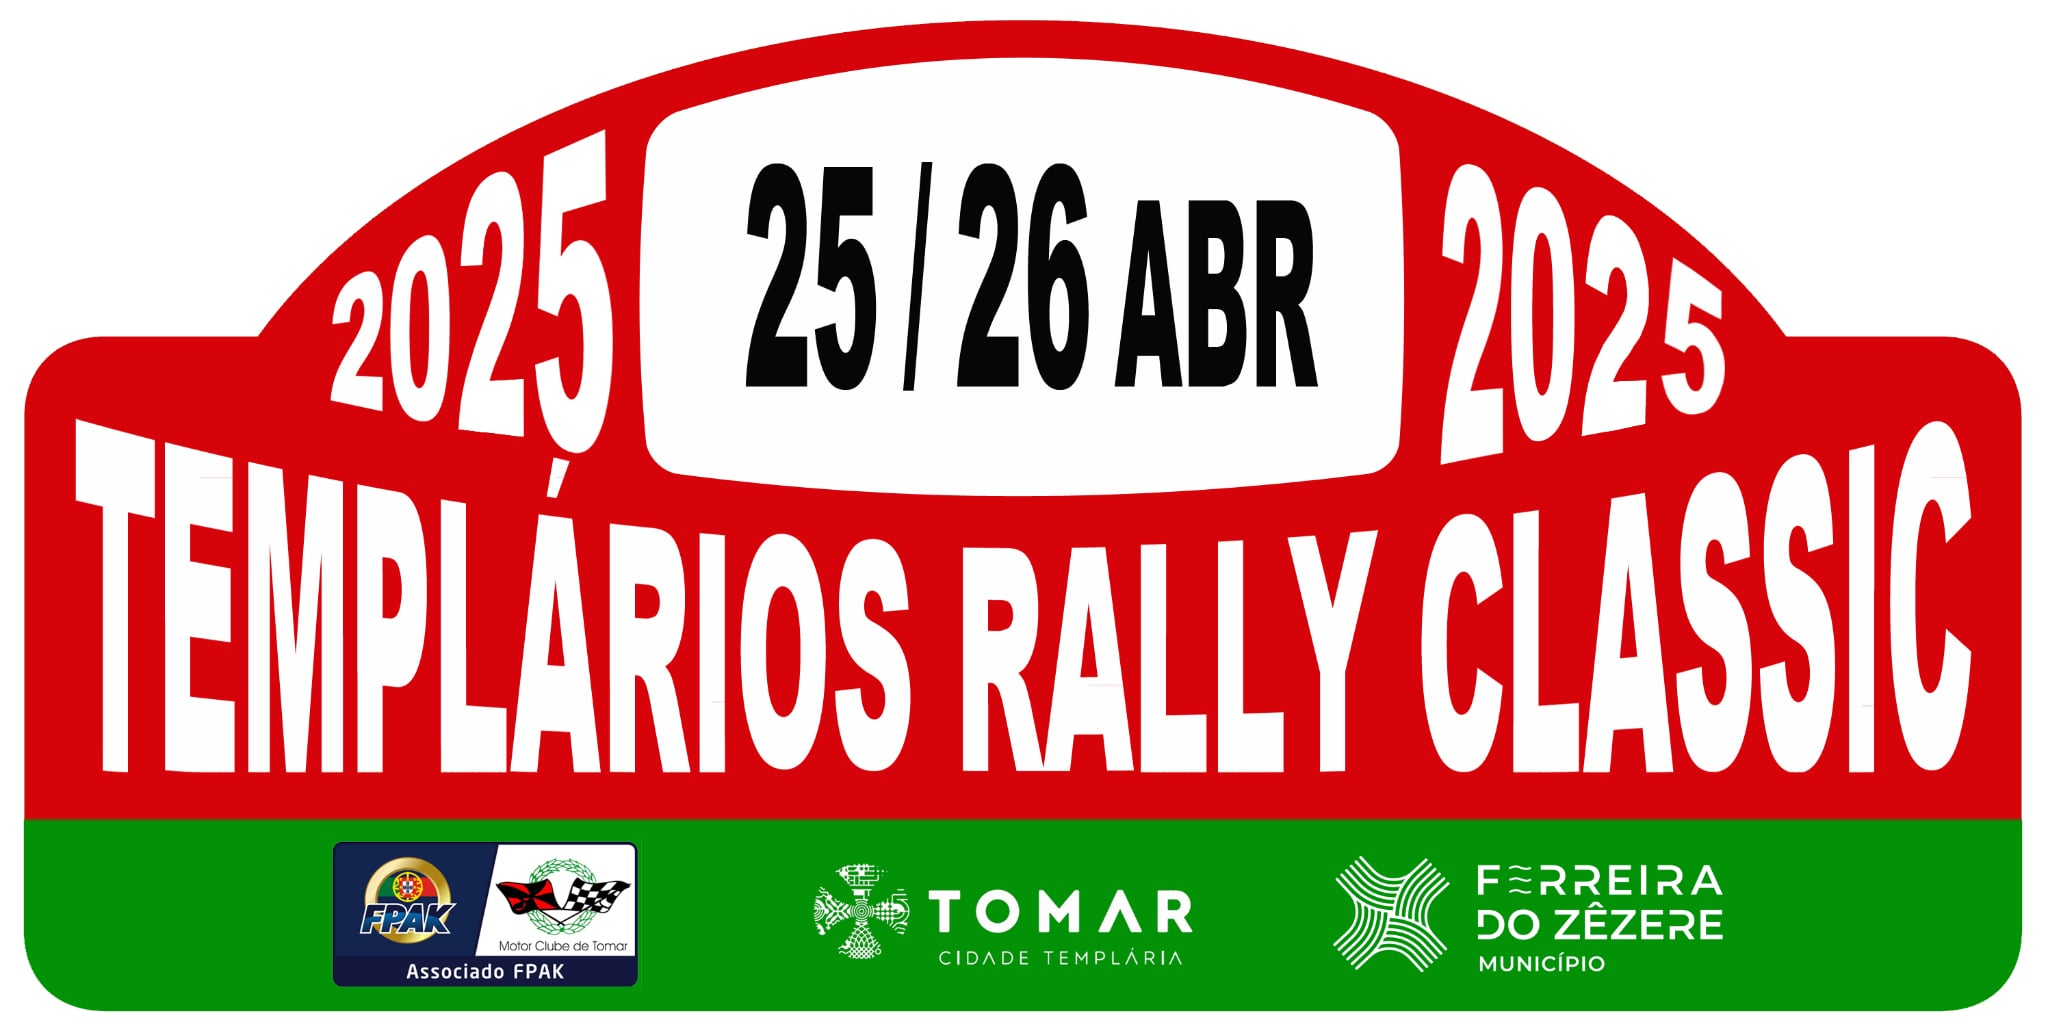 2025
25/26 ABR
2025
TEMPLÁRIOS RALLY CLASSIC
FPAK
Motor Clube de Tomar
Associado FPAK
TOMAR
CIDADE TEMPLÁRIA
FERREIRA
DO ZÊZERE
MUNICÍPIO